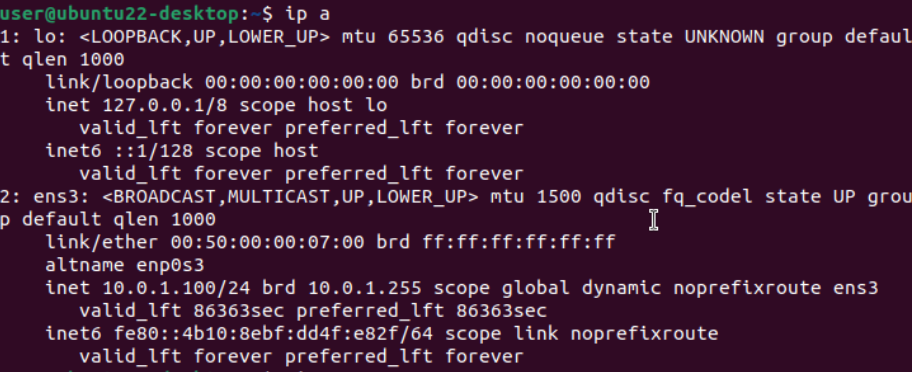 user@ubuntu22-desktop:~$ ip a
1: lo: <LOOPBACK,UP,LOWER_UP> mtu 65536 qdisc noqueue state UNKNOWN group defaul
t qlen 1000
    link/loopback 00:00:00:00:00:00 brd 00:00:00:00:00:00
    inet 127.0.0.1/8 scope host lo
       valid_lft forever preferred_lft forever
    inet6 ::1/128 scope host
       valid_lft forever preferred_lft forever
2: ens3: <BROADCAST,MULTICAST,UP,LOWER_UP> mtu 1500 qdisc fq_codel state UP grou
p default qlen 1000
    link/ether 00:50:00:00:07:00 brd ff:ff:ff:ff:ff:ff
    altname enp0s3
    inet 10.0.1.100/24 brd 10.0.1.255 scope global dynamic noprefixroute ens3
       valid_lft 86363sec preferred_lft 86363sec
    inet6 fe80::4b10:8ebf:dd4f:e82f/64 scope link noprefixroute
       valid_lft forever preferred_lft forever